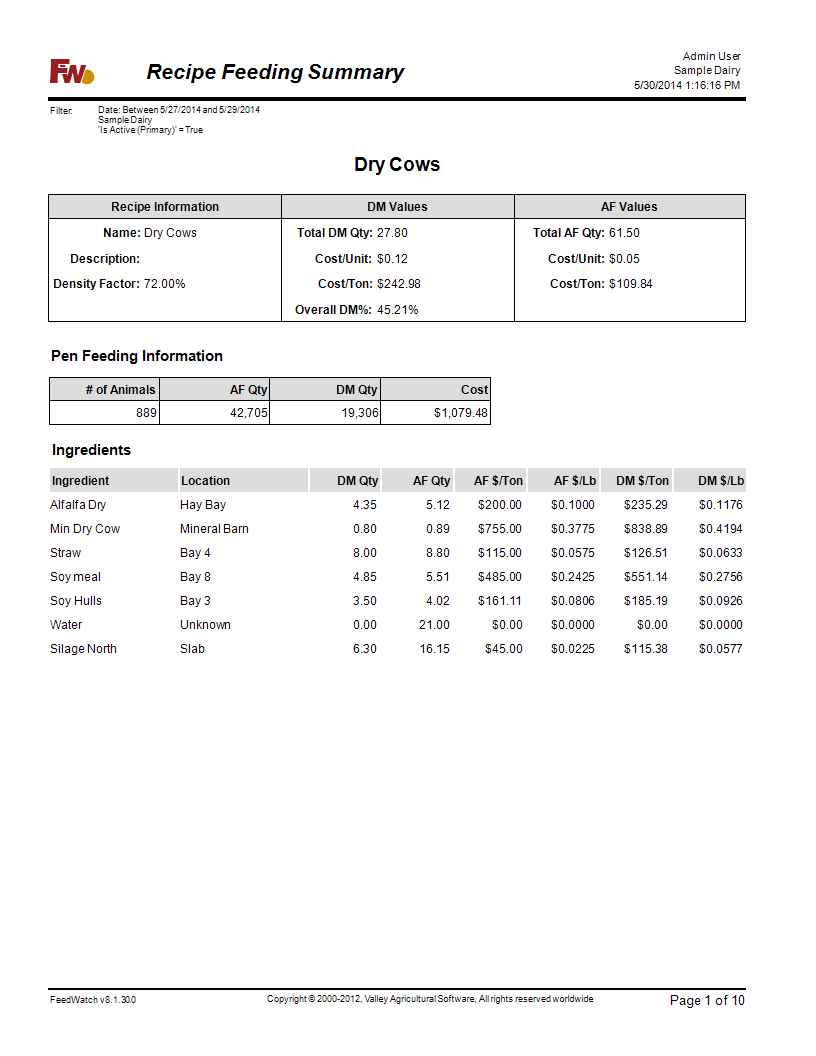 FW
Recipe Feeding Summary
Admin User
Sample Dairy
5/30/2014 1:16:16 PM
Filter: Date: Between 5/27/2014 and 5/29/2014
Sample Dairy
'Is Active (Primary)' = True
Dry Cows
Recipe Information DM Values AF Values
Name: Dry Cows Total DM Qty: 27.80 Total AF Qty: 61.50
Description: Cost/Unit: $0.12 Cost/Unit: $0.05
Density Factor: 72.00% Cost/Ton: $242.98 Cost/Ton: $109.84
Overall DM%: 45.21%
Pen Feeding Information
# of Animals AF Qty DM Qty Cost
889 42,705 19,306 $1,079.48
Ingredients
Ingredient Location DM Qty AF Qty AF $/Ton AF $/Lb DM $/Ton DM $/Lb
Alfalfa Dry Hay Bay 4.35 5.12 $200.00 $0.1000 $235.29 $0.1176
Min Dry Cow Mineral Barn 0.80 0.89 $755.00 $0.3775 $838.89 $0.4194
Straw Bay 4 8.00 8.80 $115.00 $0.0575 $126.51 $0.0633
Soy meal Bay 8 4.85 5.51 $485.00 $0.2425 $551.14 $0.2756
Soy Hulls Bay 3 3.50 4.02 $161.11 $0.0806 $185.19 $0.0926
Water Unknown 0.00 21.00 $0.00 $0.0000 $0.00 $0.0000
Silage North Slab 6.30 16.15 $45.00 $0.0225 $115.38 $0.0577
FeedWatch v8.1.30.0 Copyright © 2000-2012, Valley Agricultural Software, All rights reserved worldwide Page 1 of 10